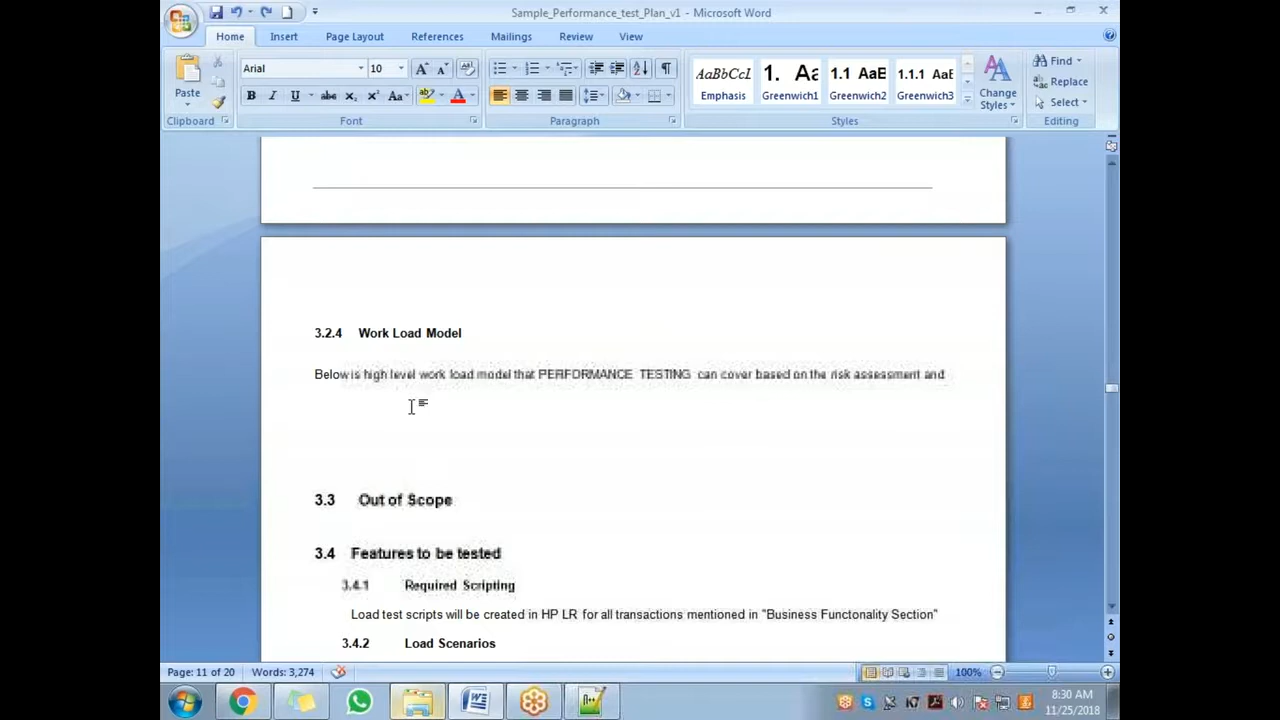 Sample_Performance_test_Plan_v1 - Microsoft Word
Home Insert Page Layout References Mailings Review View
Paste
Clipboard
Arial 10
B I U abc X₂ X² Aa
Font
Paragraph
AaBbCcI 1. Aa 1.1 AaE 1.1.1 AaE
Emphasis Greenwich1 Greenwich2 Greenwich3
Change Styles
Styles
Find
Replace
Select
Editing
3.2.4 Work Load Model
Below is high level work load model that PERFORMANCE TESTING can cover based on the risk assessment and
3.3 Out of Scope
3.4 Features to be tested
3.4.1 Required Scripting
Load test scripts will be created in HP LR for all transactions mentioned in "Business Functonality Section"
3.4.2 Load Scenarios
Page: 11 of 20 Words: 3,274 100%
8:30 AM
11/25/2018